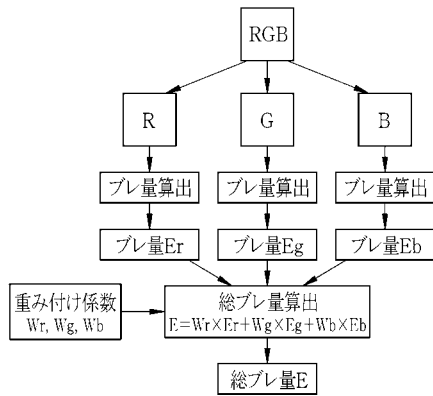 RGB
R
G
B
ブレ量算出
ブレ量算出
ブレ量算出
ブレ量Er
ブレ量Eg
ブレ量Eb
重み付け係数
Wr, Wg, Wb
総ブレ量算出
E=Wr×Er+Wg×Eg+Wb×Eb
総ブレ量E